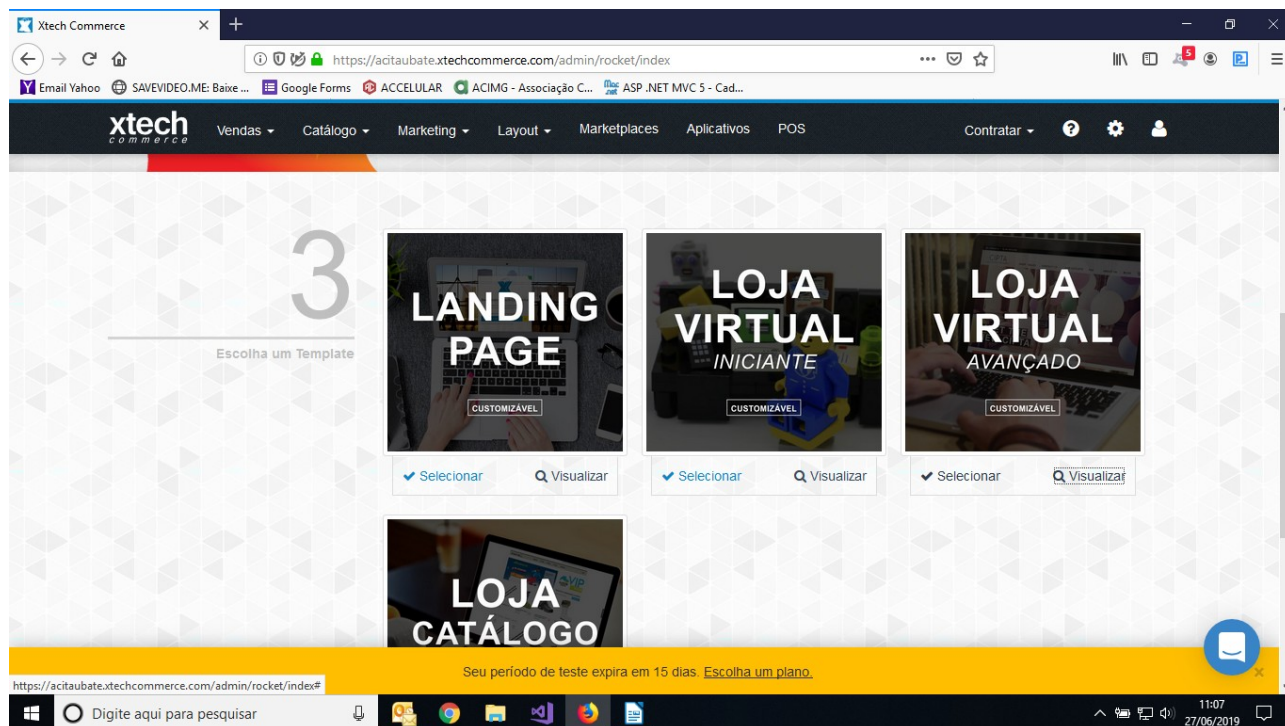 Xtech Commerce
https://acitaubate.xtechcommerce.com/admin/rocket/index
5
Email Yahoo SAVEVIDEO.ME: Baixe ... Google Forms ACCELULAR ACIMG - Associação C... ASP .NET MVC 5 - Cad...
xtech commerce Vendas Catálogo Marketing Layout Marketplaces Aplicativos POS Contratar
3
Escolha um Template
LANDING
PAGE
CUSTOMIZÁVEL
Selecionar Visualizar
LOJA
VIRTUAL
INICIANTE
CUSTOMIZÁVEL
Selecionar Visualizar
LOJA
VIRTUAL
AVANÇADO
CUSTOMIZÁVEL
Selecionar Visualizar
LOJA
CATÁLOGO
Seu período de teste expira em 15 dias. Escolha um plano.
https://acitaubate.xtechcommerce.com/admin/rocket/index#
Digite aqui para pesquisar
11:07
27/06/2019